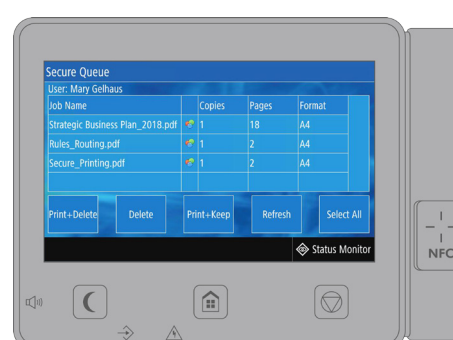 Secure Queue
User: Mary Gelhaus
Job Name Copies Pages Format
Strategic Business Plan_2018.pdf 1 18 A4
Rules_Routing.pdf 1 2 A4
Secure_Printing.pdf 1 2 A4
Print+Delete Delete Print+Keep Refresh Select All
Status Monitor
NFC